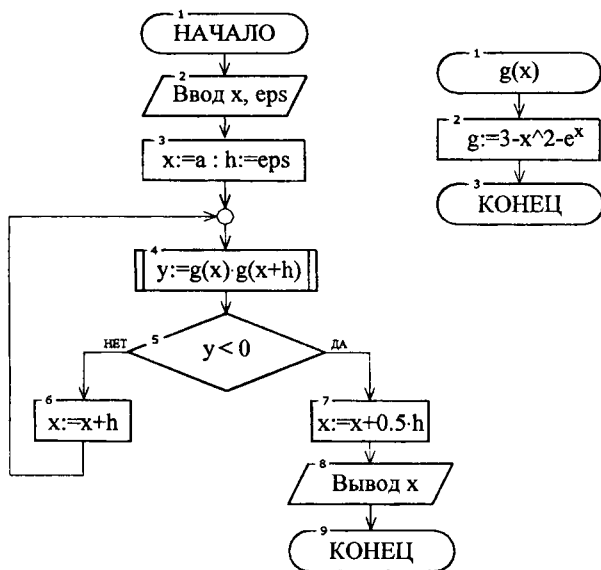 1
НАЧАЛО
2
Ввод x, eps
3
x:=a : h:=eps
4
y:=g(x)·g(x+h)
5
y < 0
НЕТ
ДА
6
x:=x+h
7
x:=x+0.5·h
8
Вывод x
9
КОНЕЦ
1
g(x)
2
g:=3-x^2-eˣ
3
КОНЕЦ